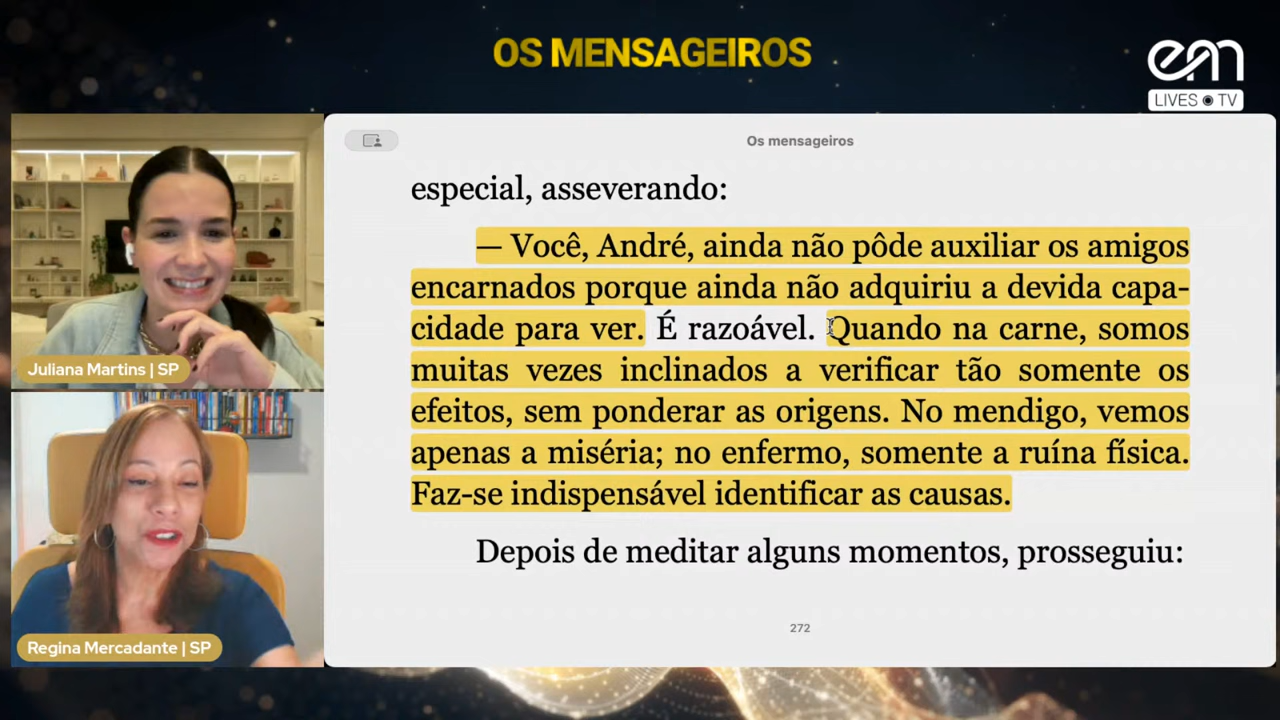 OS MENSAGEIROS
em
LIVES TV
Juliana Martins | SP
Regina Mercadante | SP
Os mensageiros
especial, asseverando:
— Você, André, ainda não pôde auxiliar os amigos
encarnados porque ainda não adquiriu a devida capa-
cidade para ver. É razoável. Quando na carne, somos
muitas vezes inclinados a verificar tão somente os
efeitos, sem ponderar as origens. No mendigo, vemos
apenas a miséria; no enfermo, somente a ruína física.
Faz-se indispensável identificar as causas.
Depois de meditar alguns momentos, prosseguiu:
272